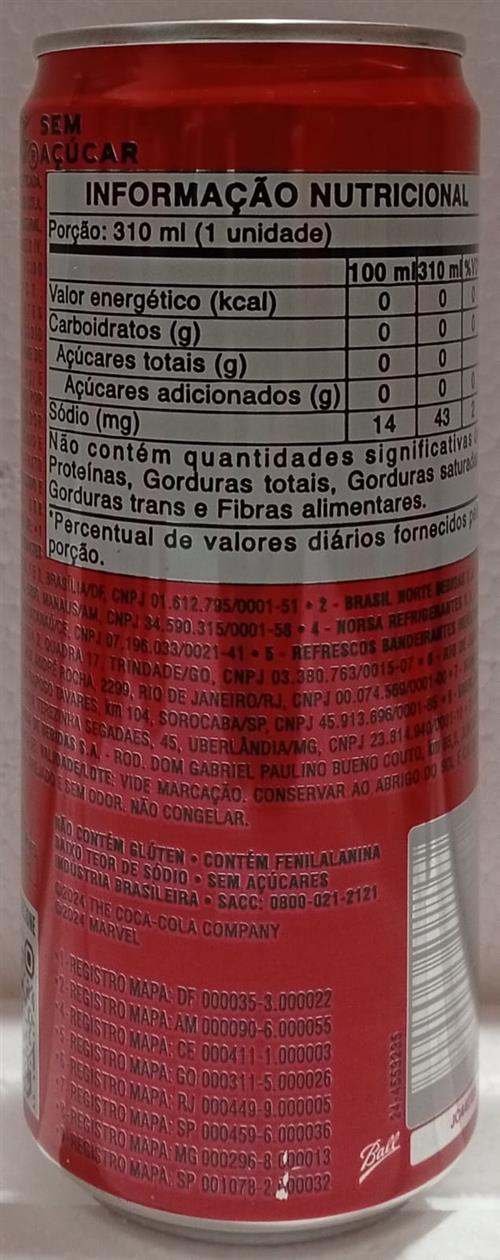 SEM
AÇÚCAR
INFORMAÇÃO NUTRICIONAL
Porção: 310 ml (1 unidade)
100 ml 310 ml
Valor energético (kcal) 0 0 0
Carboidratos (g) 0 0 0
Açúcares totais (g) 0 0
Açúcares adicionados (g) 0 0 0
Sódio (mg) 14 43 2
Não contém quantidades significativas
Proteínas, Gorduras totais, Gorduras saturadas
Gorduras trans e Fibras alimentares.
*Percentual de valores diários fornecidos
porção.
BRASÍLIA/DF, CNPJ 01.612.795/0001-51 • 2 - BRASIL NORTE BEBIDAS
MANAUS/AM, CNPJ 34.590.315/0001-58 • 4 - NORSA REFRIGERANTES
CNPJ 07.196.033/0021-41 • 5 - REFRESCOS BANDEIRANTES
QUADRA 17, TRINDADE/GO, CNPJ 03.380.763/0015-07 • 6 -
ANDRÉ ROCHA, 2299, RIO DE JANEIRO/RJ, CNPJ 00.074.569/0001-00
TAVARES, km 104, SOROCABA/SP, CNPJ 45.913.696/0001-85
TEREZINHA SEGADAES, 45, UBERLÂNDIA/MG, CNPJ
BEBIDAS S.A. - ROD. DOM GABRIEL PAULINO BUENO COUTO,
VALIDADE/LOTE: VIDE MARCAÇÃO. CONSERVAR AO ABRIGO DO SOL E
E SEM ODOR. NÃO CONGELAR.
NÃO CONTÉM GLÚTEN • CONTÉM FENILALANINA
BAIXO TEOR DE SÓDIO • SEM AÇÚCARES
INDÚSTRIA BRASILEIRA • SACC: 0800-021-2121
©2024 THE COCA-COLA COMPANY
©2024 MARVEL
REGISTRO MAPA: DF 000035-3.000022
REGISTRO MAPA: AM 000090-6.000055
REGISTRO MAPA: CE 000411-1.000003
REGISTRO MAPA: GO 000311-5.000026
REGISTRO MAPA: RJ 000449-9.000005
REGISTRO MAPA: SP 000459-6.000036
REGISTRO MAPA: MG 000296-8.000013
REGISTRO MAPA: SP 001078-2.000032
Ball